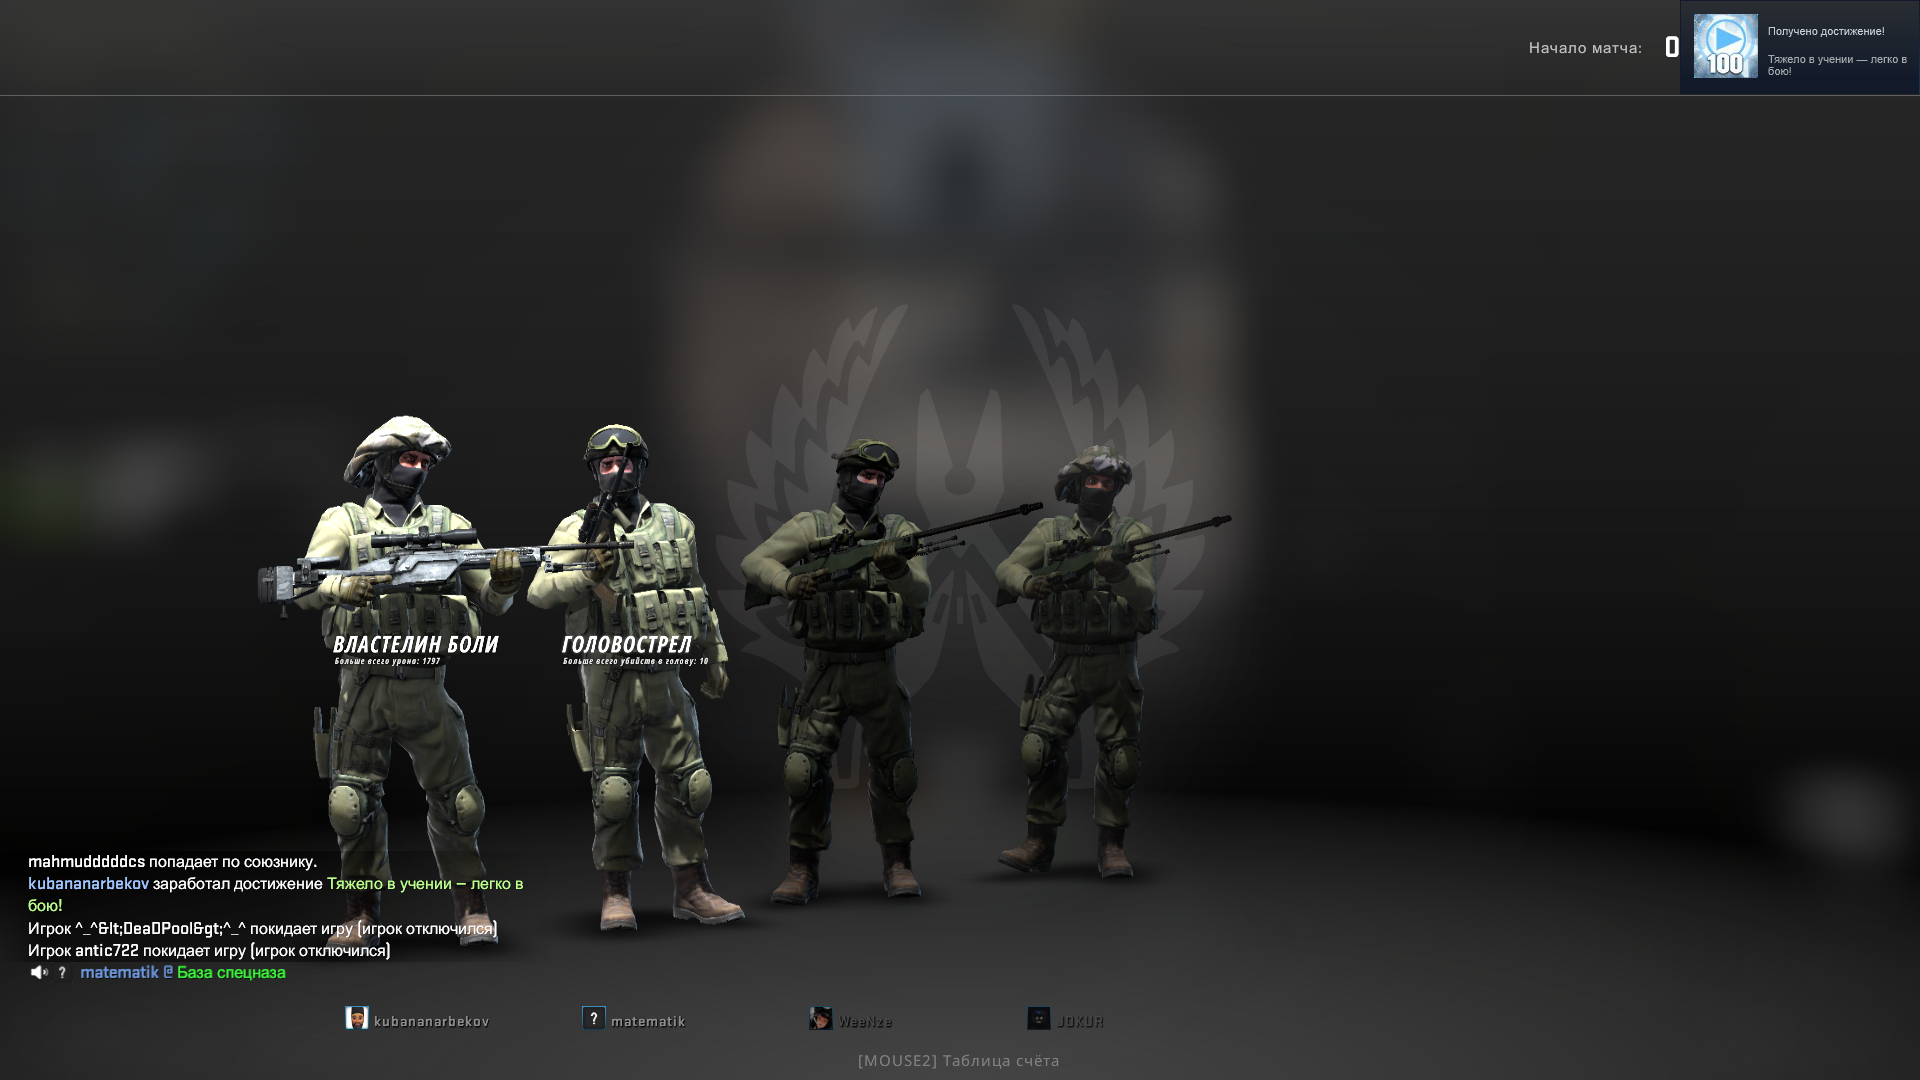 Начало матча: 0
Получено достижение!
100
Тяжело в учении — легко в
бою!
ВЛАСТЕЛИН БОЛИ
Больше всего урона: 1797
ГОЛОВОСТРЕЛ
Больше всего убийств в голову: 10
mahmudddddcs попадает по союзнику.
kubananarbekov заработал достижение Тяжело в учении – легко в
бою!
Игрок ^_^&lt;DeaDPool&gt;^_^ покидает игру (игрок отключился)
Игрок antic722 покидает игру (игрок отключился)
? matematik @ База спецназа
kubananarbekov
? matematik
WeeNze
JOKUR
[MOUSE2] Таблица счёта